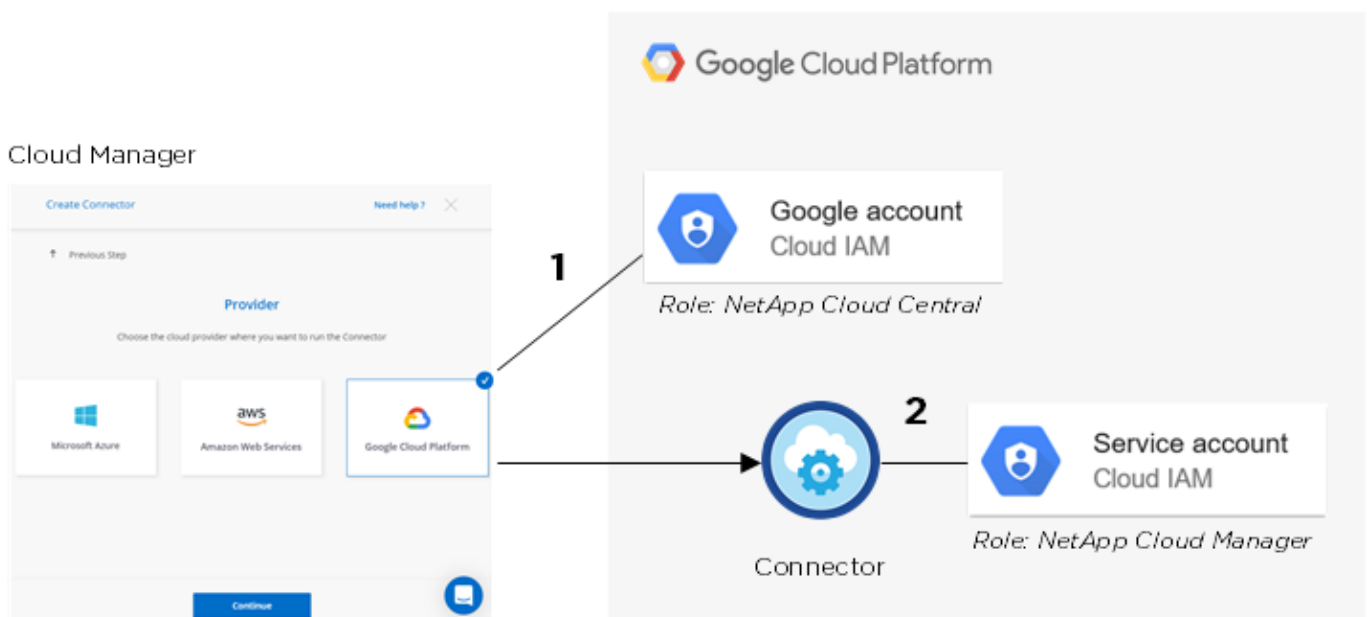 Google Cloud Platform
Cloud Manager
Create Connector
Need help ?
Previous Step
Provider
Choose the cloud provider where you want to run the Connector
Microsoft Azure
aws
Amazon Web Services
Google Cloud Platform
Continue
1
Google account
Cloud IAM
Role: NetApp Cloud Central
2
Connector
Service account
Cloud IAM
Role: NetApp Cloud Manager